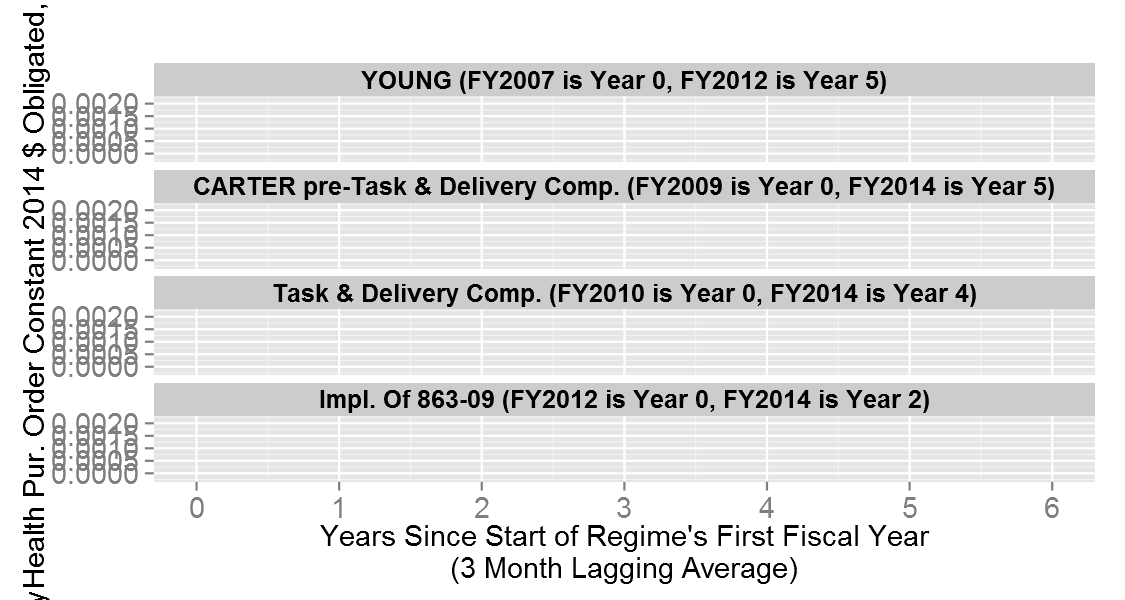 Health Pur. Order Constant 2014 $ Obligated,
YOUNG (FY2007 is Year 0, FY2012 is Year 5)
0.0020
0.0015
0.0010
0.0005
0.0000
CARTER pre-Task & Delivery Comp. (FY2009 is Year 0, FY2014 is Year 5)
0.0020
0.0015
0.0010
0.0005
0.0000
Task & Delivery Comp. (FY2010 is Year 0, FY2014 is Year 4)
0.0020
0.0015
0.0010
0.0005
0.0000
Impl. Of 863-09 (FY2012 is Year 0, FY2014 is Year 2)
0.0020
0.0015
0.0010
0.0005
0.0000
0 1 2 3 4 5 6
Years Since Start of Regime's First Fiscal Year
(3 Month Lagging Average)